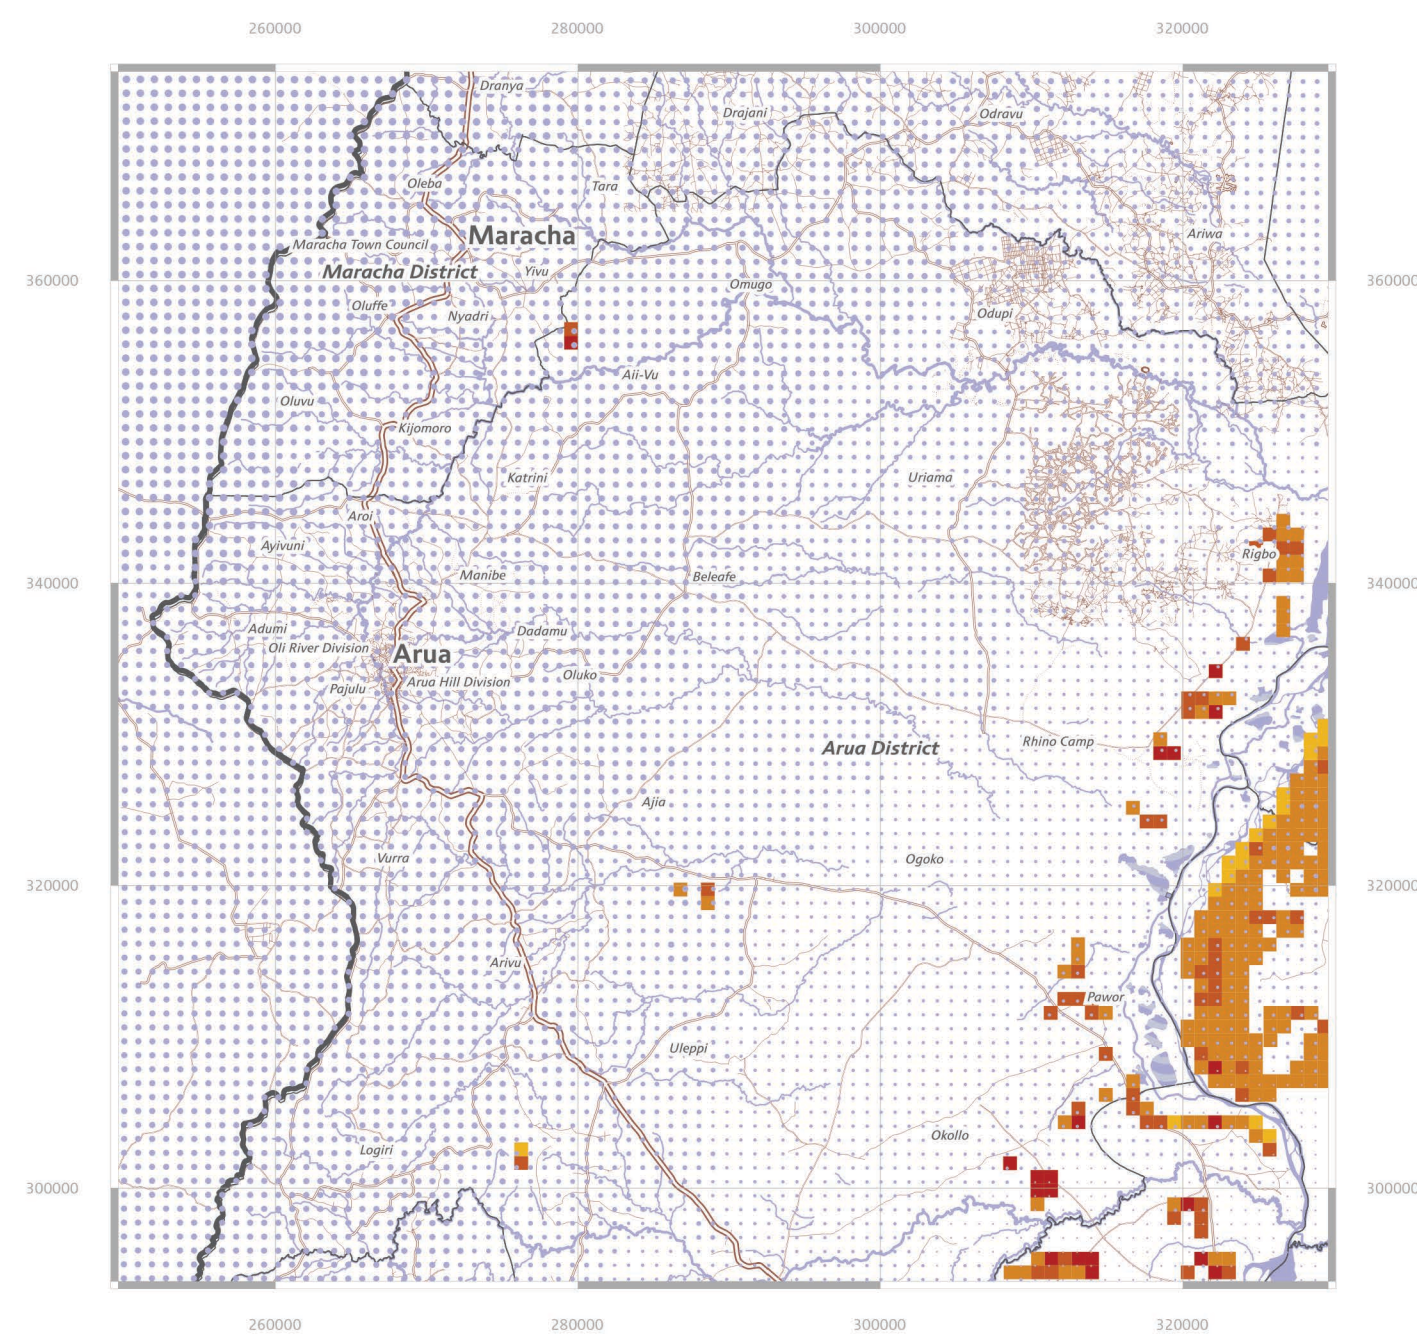 260000 280000 300000 320000
Dranya
Drajani
Odravu
Oleba
Tara
Maracha
Ariwa
Maracha Town Council
Maracha District
Yivu
360000 360000
Omugo
Oluffe
Nyadri
Odupi
Aii-Vu
Oluvu
Kijomoro
Katrini
Uriama
Aroi
Ayivuni
Rigbo
Manibe
Beleafe
340000 340000
Adumi
Dadamu
Oli River Division
Arua
Oluko
Pajulu
Arua Hill Division
Rhino Camp
Arua District
Ajia
Vurra
Ogoko
320000 320000
Arivu
Pawor
Uleppi
Okollo
Logiri
300000 300000
260000 280000 300000 320000